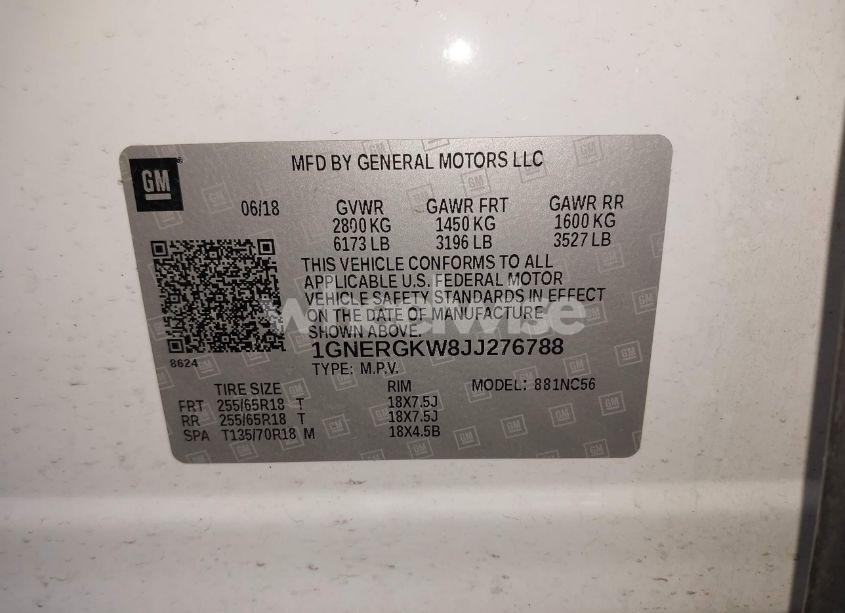 GM
MFD BY GENERAL MOTORS LLC
06/18 GVWR GAWR FRT GAWR RR
2800 KG 1450 KG 1600 KG
6173 LB 3196 LB 3527 LB
THIS VEHICLE CONFORMS TO ALL
APPLICABLE U.S. FEDERAL MOTOR
VEHICLE SAFETY STANDARDS IN EFFECT
ON THE DATE OF MANUFACTURE
SHOWN ABOVE.
1GNERGKW8JJ276788
8624
TYPE: M.P.V.
TIRE SIZE RIM MODEL: 881NC56
FRT 255/65R18 T 18X7.5J
RR 255/65R18 T 18X7.5J
SPA T135/70R18 M 18X4.5B